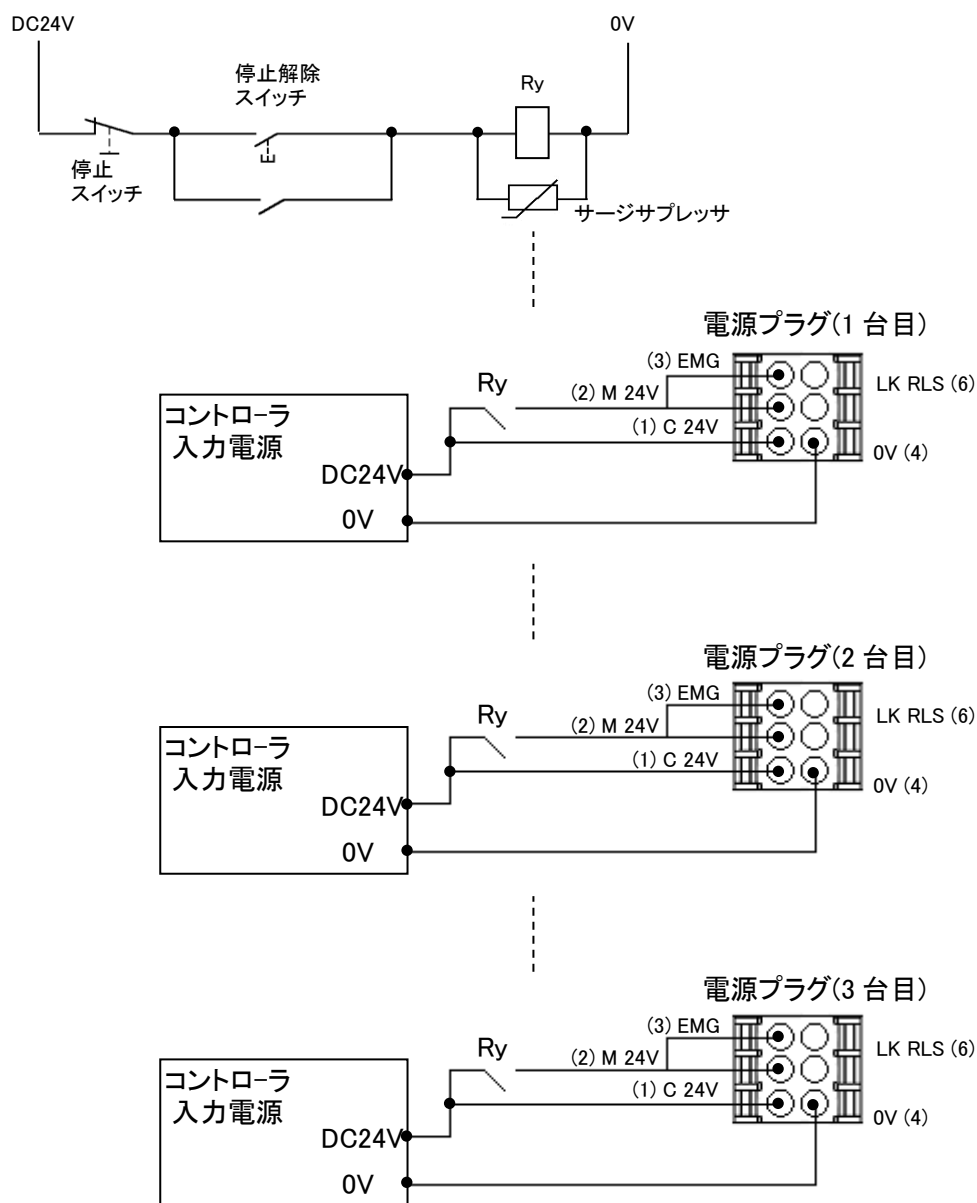 DC24V
0V
停止解除
スイッチ
Ry
停止
スイッチ
サージサプレッサ
電源プラグ(1 台目)
(3) EMG
Ry
(2) M 24V
LK RLS (6)
コントローラ
入力電源
(1) C 24V
0V (4)
DC24V
0V
電源プラグ(2 台目)
(3) EMG
Ry
(2) M 24V
LK RLS (6)
コントローラ
入力電源
(1) C 24V
0V (4)
DC24V
0V
電源プラグ(3 台目)
(3) EMG
Ry
(2) M 24V
LK RLS (6)
コントローラ
入力電源
(1) C 24V
0V (4)
DC24V
0V